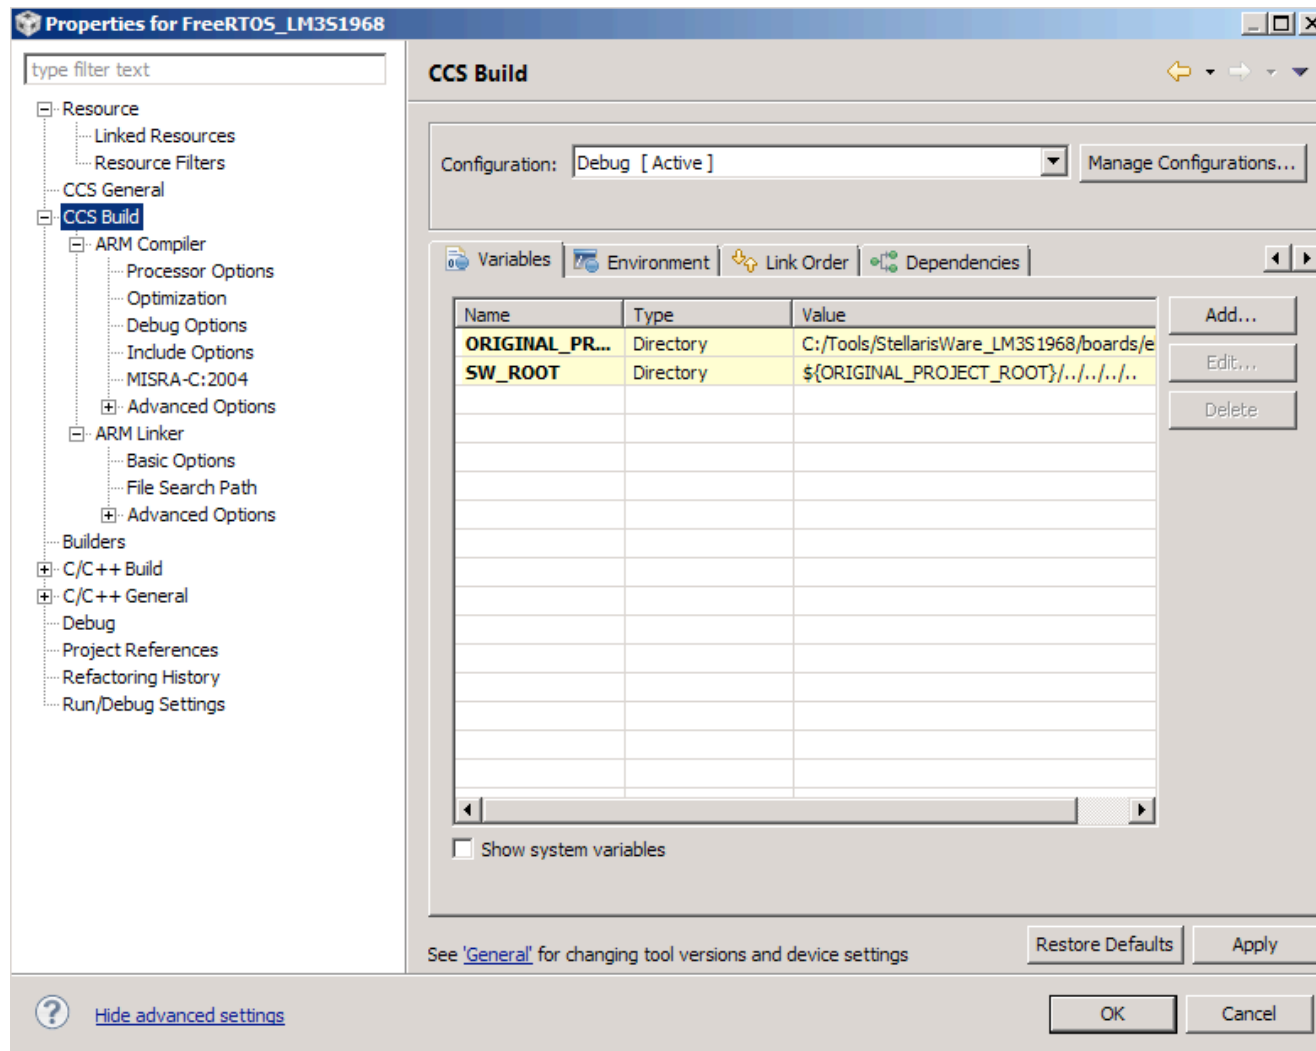 Properties for FreeRTOS_LM3S1968
type filter text
Resource
Linked Resources
Resource Filters
CCS General
CCS Build
ARM Compiler
Processor Options
Optimization
Debug Options
Include Options
MISRA-C:2004
Advanced Options
ARM Linker
Basic Options
File Search Path
Advanced Options
Builders
C/C++ Build
C/C++ General
Debug
Project References
Refactoring History
Run/Debug Settings
CCS Build
Configuration: Debug [ Active ] Manage Configurations...
Variables Environment Link Order Dependencies
Name Type Value
ORIGINAL_PR... Directory C:/Tools/StellarisWare_LM3S1968/boards/e
SW_ROOT Directory ${ORIGINAL_PROJECT_ROOT}/../../../..
Add...
Edit...
Delete
Show system variables
See 'General' for changing tool versions and device settings
Restore Defaults Apply
? Hide advanced settings
OK Cancel